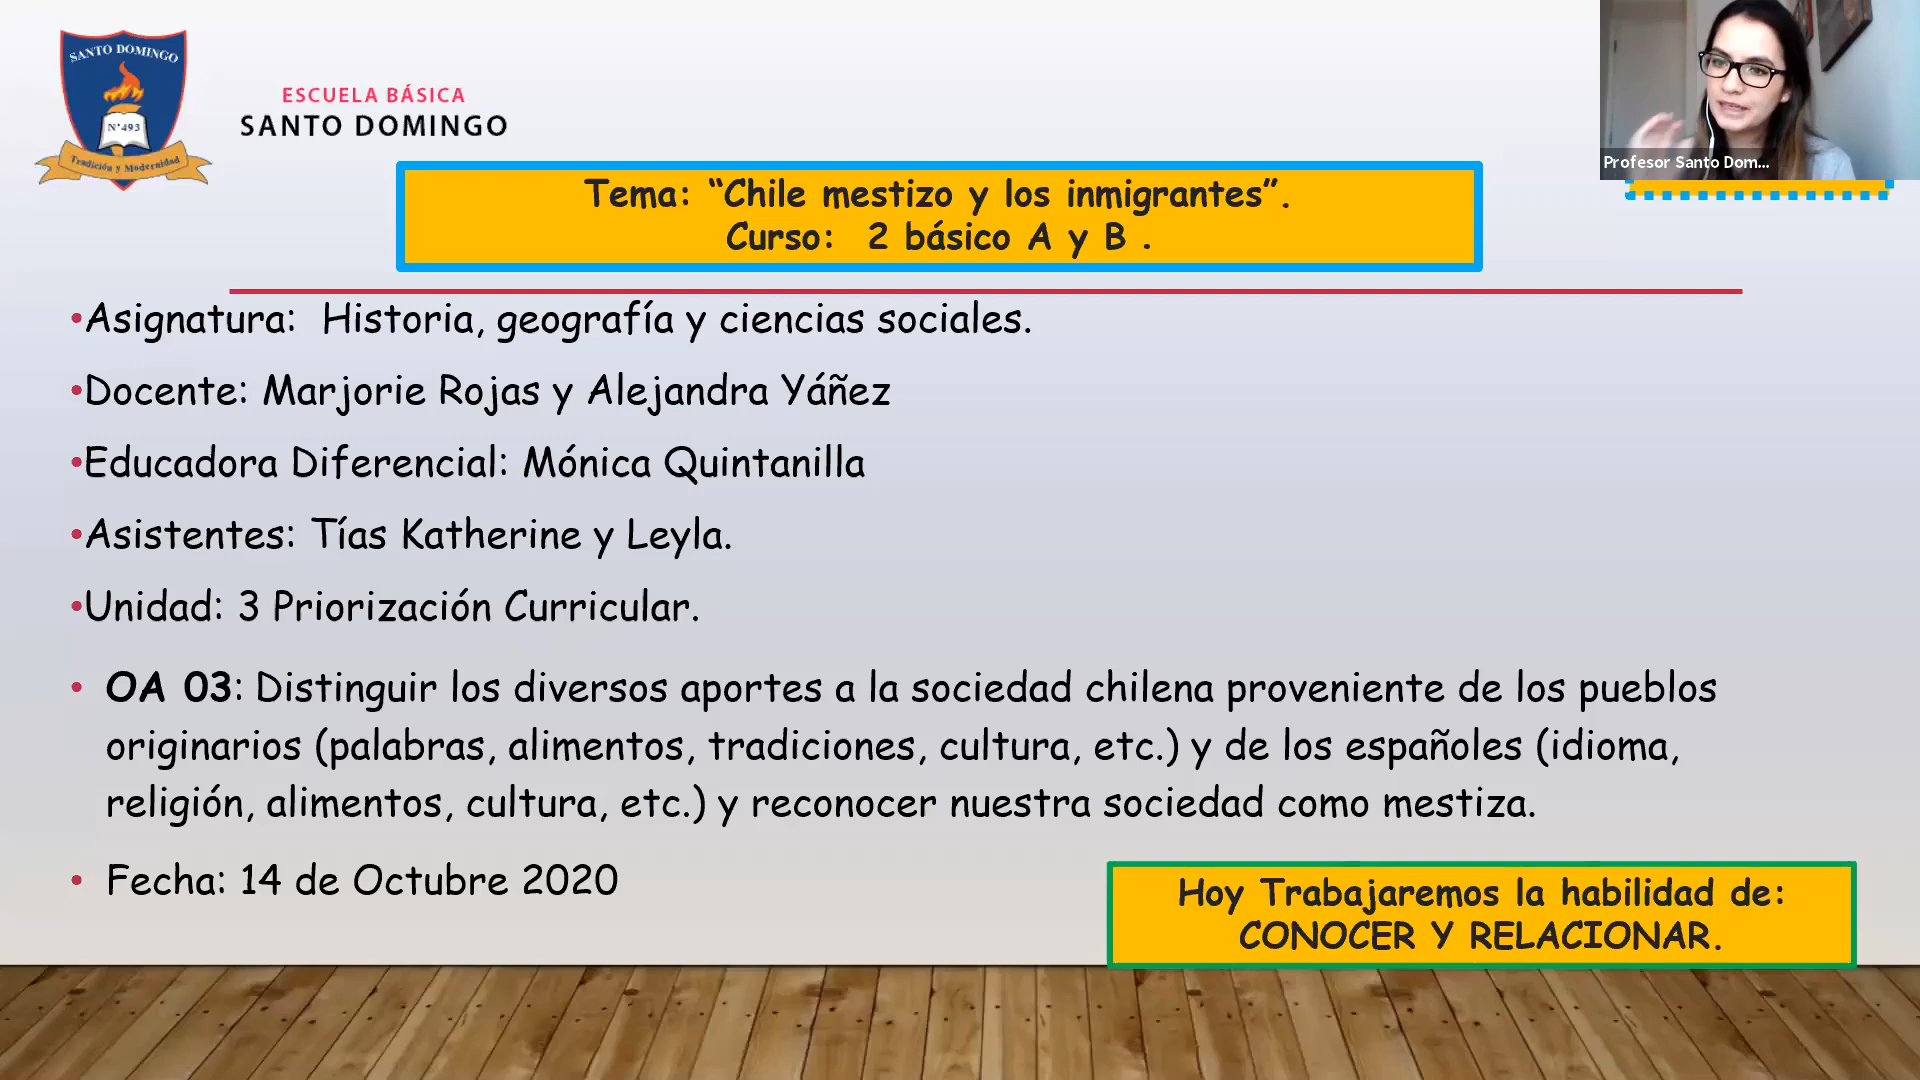 SANTO DOMINGO
N°493
Tradición y Modernidad
ESCUELA BÁSICA
SANTO DOMINGO
Profesor Santo Dom...
Tema: “Chile mestizo y los inmigrantes”.
Curso: 2 básico A y B .
•Asignatura: Historia, geografía y ciencias sociales.
•Docente: Marjorie Rojas y Alejandra Yáñez
•Educadora Diferencial: Mónica Quintanilla
•Asistentes: Tías Katherine y Leyla.
•Unidad: 3 Priorización Curricular.
• OA 03: Distinguir los diversos aportes a la sociedad chilena proveniente de los pueblos
originarios (palabras, alimentos, tradiciones, cultura, etc.) y de los españoles (idioma,
religión, alimentos, cultura, etc.) y reconocer nuestra sociedad como mestiza.
• Fecha: 14 de Octubre 2020
Hoy Trabajaremos la habilidad de:
CONOCER Y RELACIONAR.